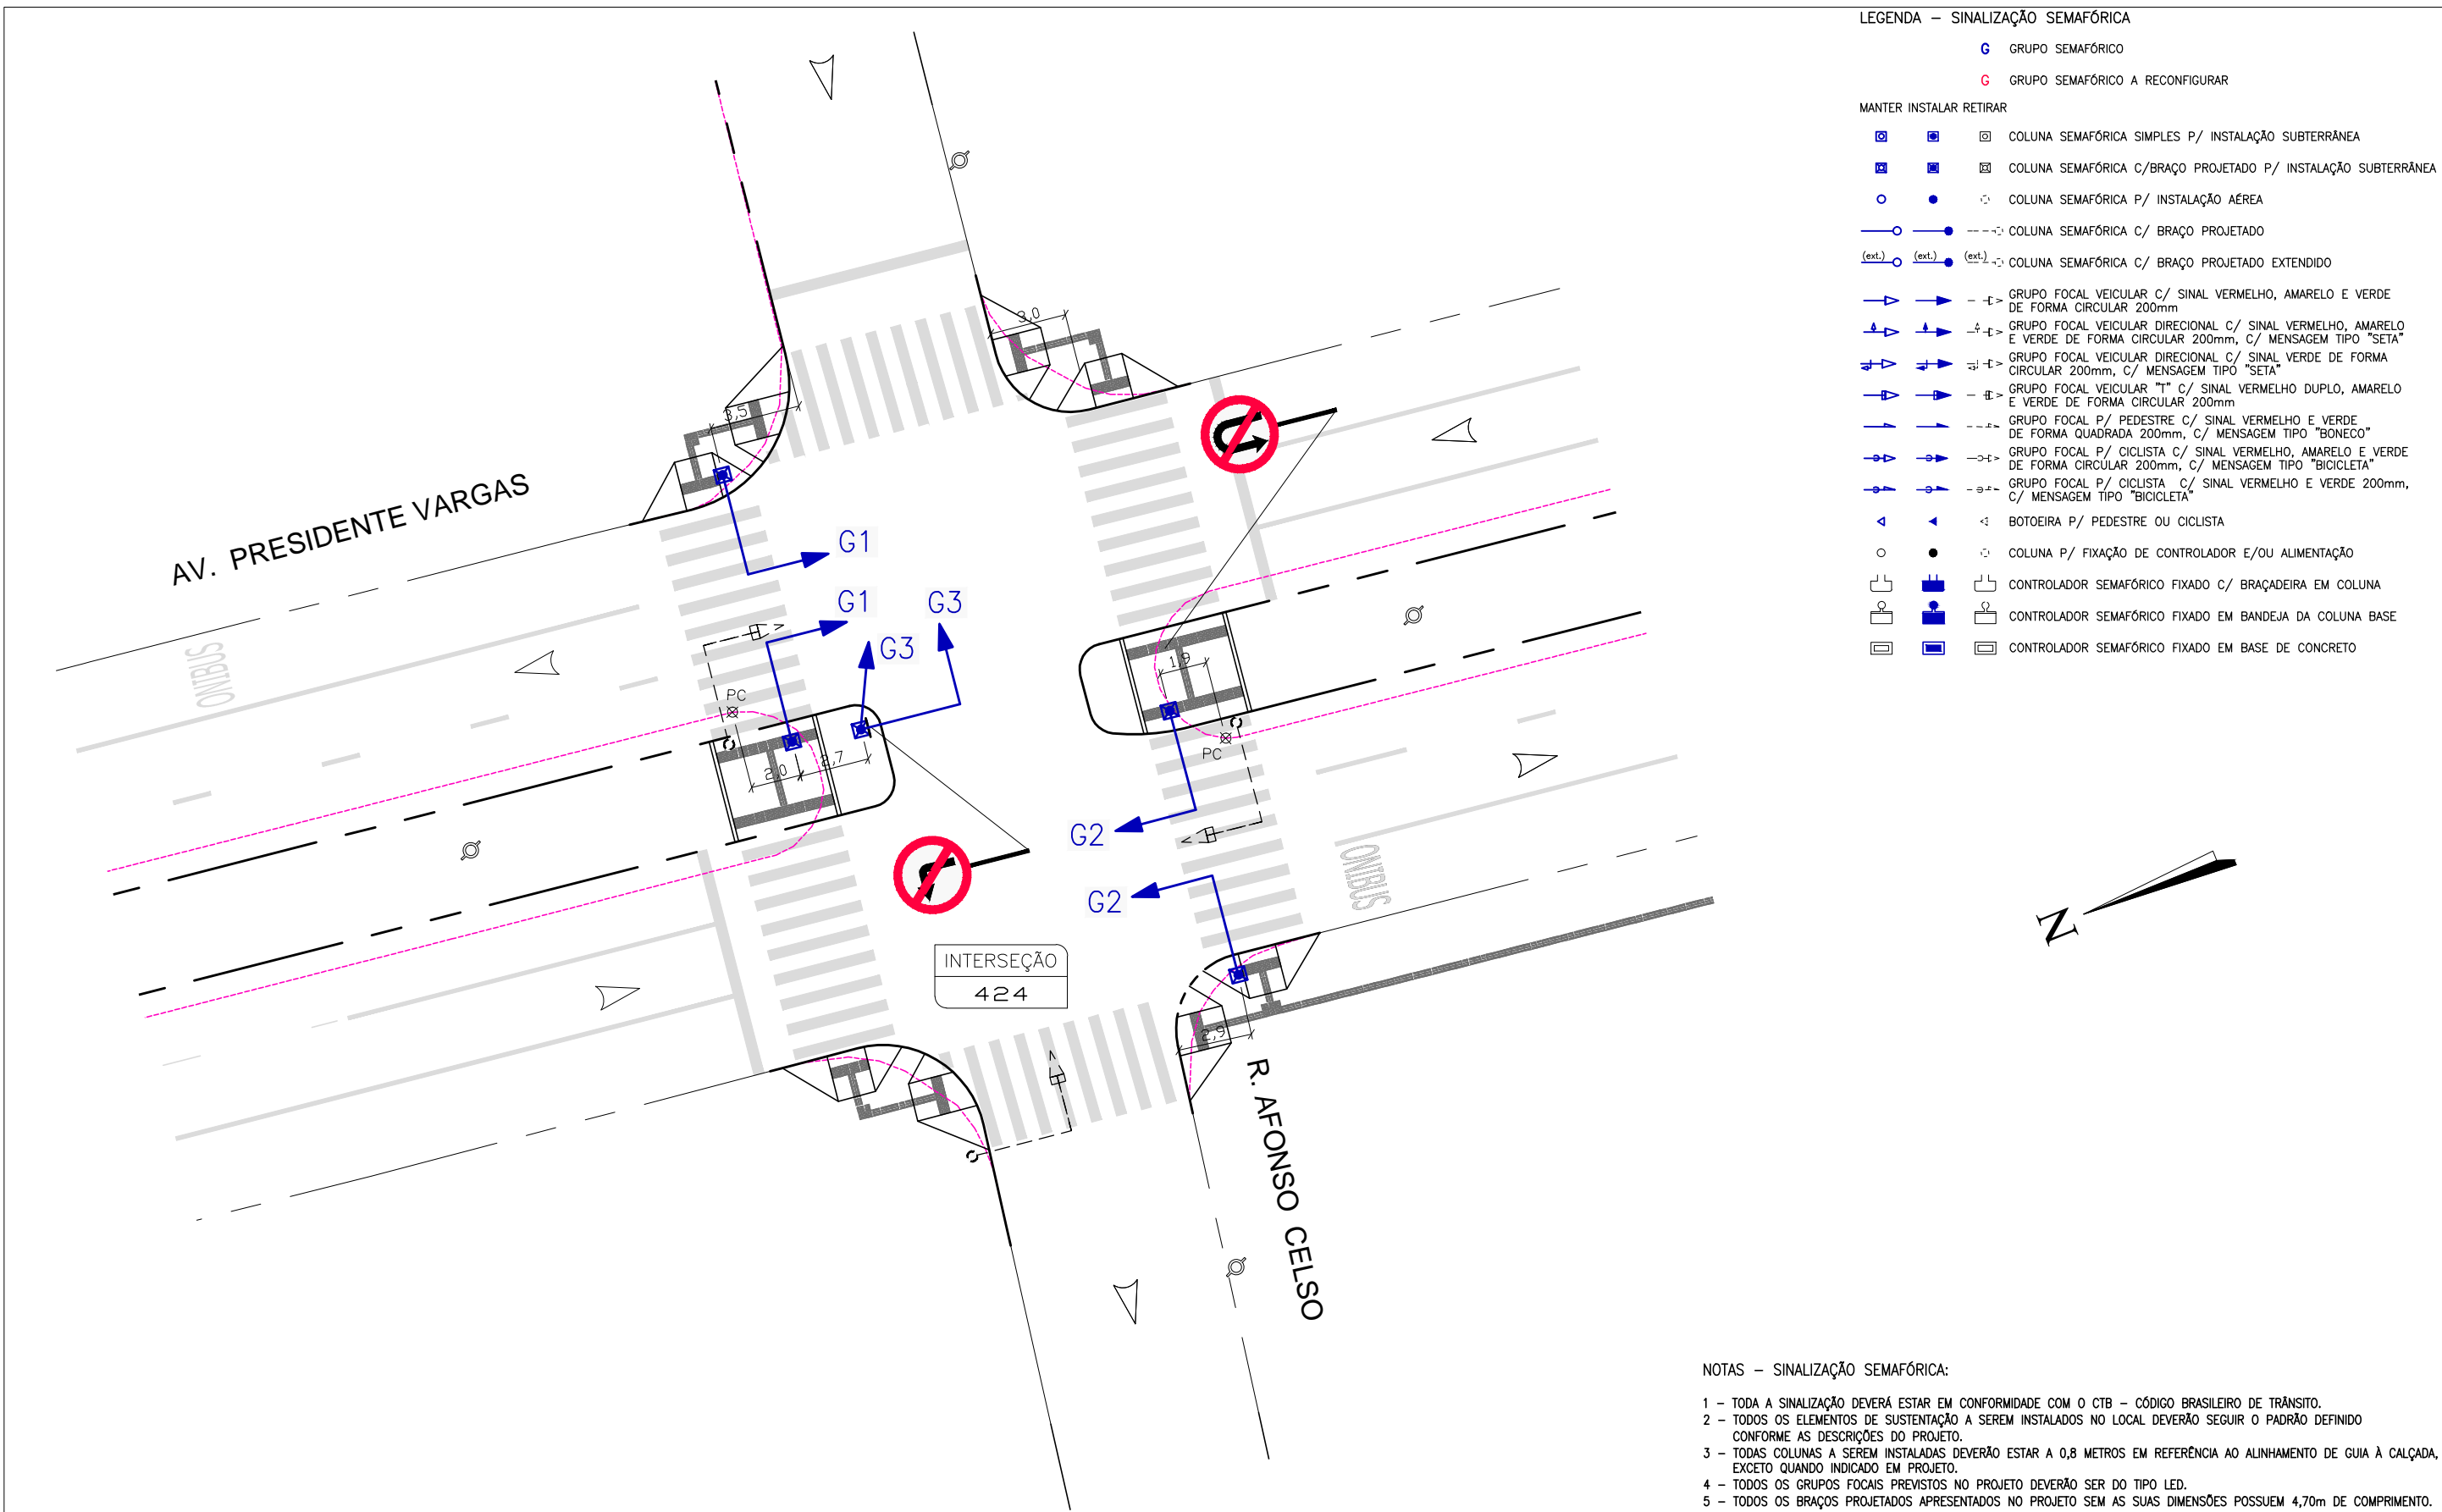 LEGENDA – SINALIZAÇÃO SEMAFÓRICA
G GRUPO SEMAFÓRICO
G GRUPO SEMAFÓRICO A RECONFIGURAR
MANTER INSTALAR RETIRAR
COLUNA SEMAFÓRICA SIMPLES P/ INSTALAÇÃO SUBTERRÂNEA
COLUNA SEMAFÓRICA C/BRAÇO PROJETADO P/ INSTALAÇÃO SUBTERRÂNEA
COLUNA SEMAFÓRICA P/ INSTALAÇÃO AÉREA
COLUNA SEMAFÓRICA C/ BRAÇO PROJETADO
(ext.) (ext.) (ext.) COLUNA SEMAFÓRICA C/ BRAÇO PROJETADO EXTENDIDO
GRUPO FOCAL VEICULAR C/ SINAL VERMELHO, AMARELO E VERDE
DE FORMA CIRCULAR 200mm
GRUPO FOCAL VEICULAR DIRECIONAL C/ SINAL VERMELHO, AMARELO
E VERDE DE FORMA CIRCULAR 200mm, C/ MENSAGEM TIPO "SETA"
GRUPO FOCAL VEICULAR DIRECIONAL C/ SINAL VERDE DE FORMA
CIRCULAR 200mm, C/ MENSAGEM TIPO "SETA"
GRUPO FOCAL VEICULAR "T" C/ SINAL VERMELHO DUPLO, AMARELO
E VERDE DE FORMA CIRCULAR 200mm
GRUPO FOCAL P/ PEDESTRE C/ SINAL VERMELHO E VERDE
DE FORMA QUADRADA 200mm, C/ MENSAGEM TIPO "BONECO"
GRUPO FOCAL P/ CICLISTA C/ SINAL VERMELHO, AMARELO E VERDE
DE FORMA CIRCULAR 200mm, C/ MENSAGEM TIPO "BICICLETA"
GRUPO FOCAL P/ CICLISTA C/ SINAL VERMELHO E VERDE 200mm,
C/ MENSAGEM TIPO "BICICLETA"
BOTOEIRA P/ PEDESTRE OU CICLISTA
COLUNA P/ FIXAÇÃO DE CONTROLADOR E/OU ALIMENTAÇÃO
CONTROLADOR SEMAFÓRICO FIXADO C/ BRAÇADEIRA EM COLUNA
CONTROLADOR SEMAFÓRICO FIXADO EM BANDEJA DA COLUNA BASE
CONTROLADOR SEMAFÓRICO FIXADO EM BASE DE CONCRETO
3,0
3,5
AV. PRESIDENTE VARGAS
G1
G1
G3
G3
ÔNIBUS
PC
1,9
2,0
2,7
PC
G2
G2
ÔNIBUS
N
INTERSEÇÃO
424
2,9
R. AFONSO CELSO
NOTAS – SINALIZAÇÃO SEMAFÓRICA:
1 – TODA A SINALIZAÇÃO DEVERÁ ESTAR EM CONFORMIDADE COM O CTB – CÓDIGO BRASILEIRO DE TRÂNSITO.
2 – TODOS OS ELEMENTOS DE SUSTENTAÇÃO A SEREM INSTALADOS NO LOCAL DEVERÃO SEGUIR O PADRÃO DEFINIDO
CONFORME AS DESCRIÇÕES DO PROJETO.
3 – TODAS COLUNAS A SEREM INSTALADAS DEVERÃO ESTAR A 0,8 METROS EM REFERÊNCIA AO ALINHAMENTO DE GUIA À CALÇADA,
EXCETO QUANDO INDICADO EM PROJETO.
4 – TODOS OS GRUPOS FOCAIS PREVISTOS NO PROJETO DEVERÃO SER DO TIPO LED.
5 – TODOS OS BRAÇOS PROJETADOS APRESENTADOS NO PROJETO SEM AS SUAS DIMENSÕES POSSUEM 4,70m DE COMPRIMENTO.